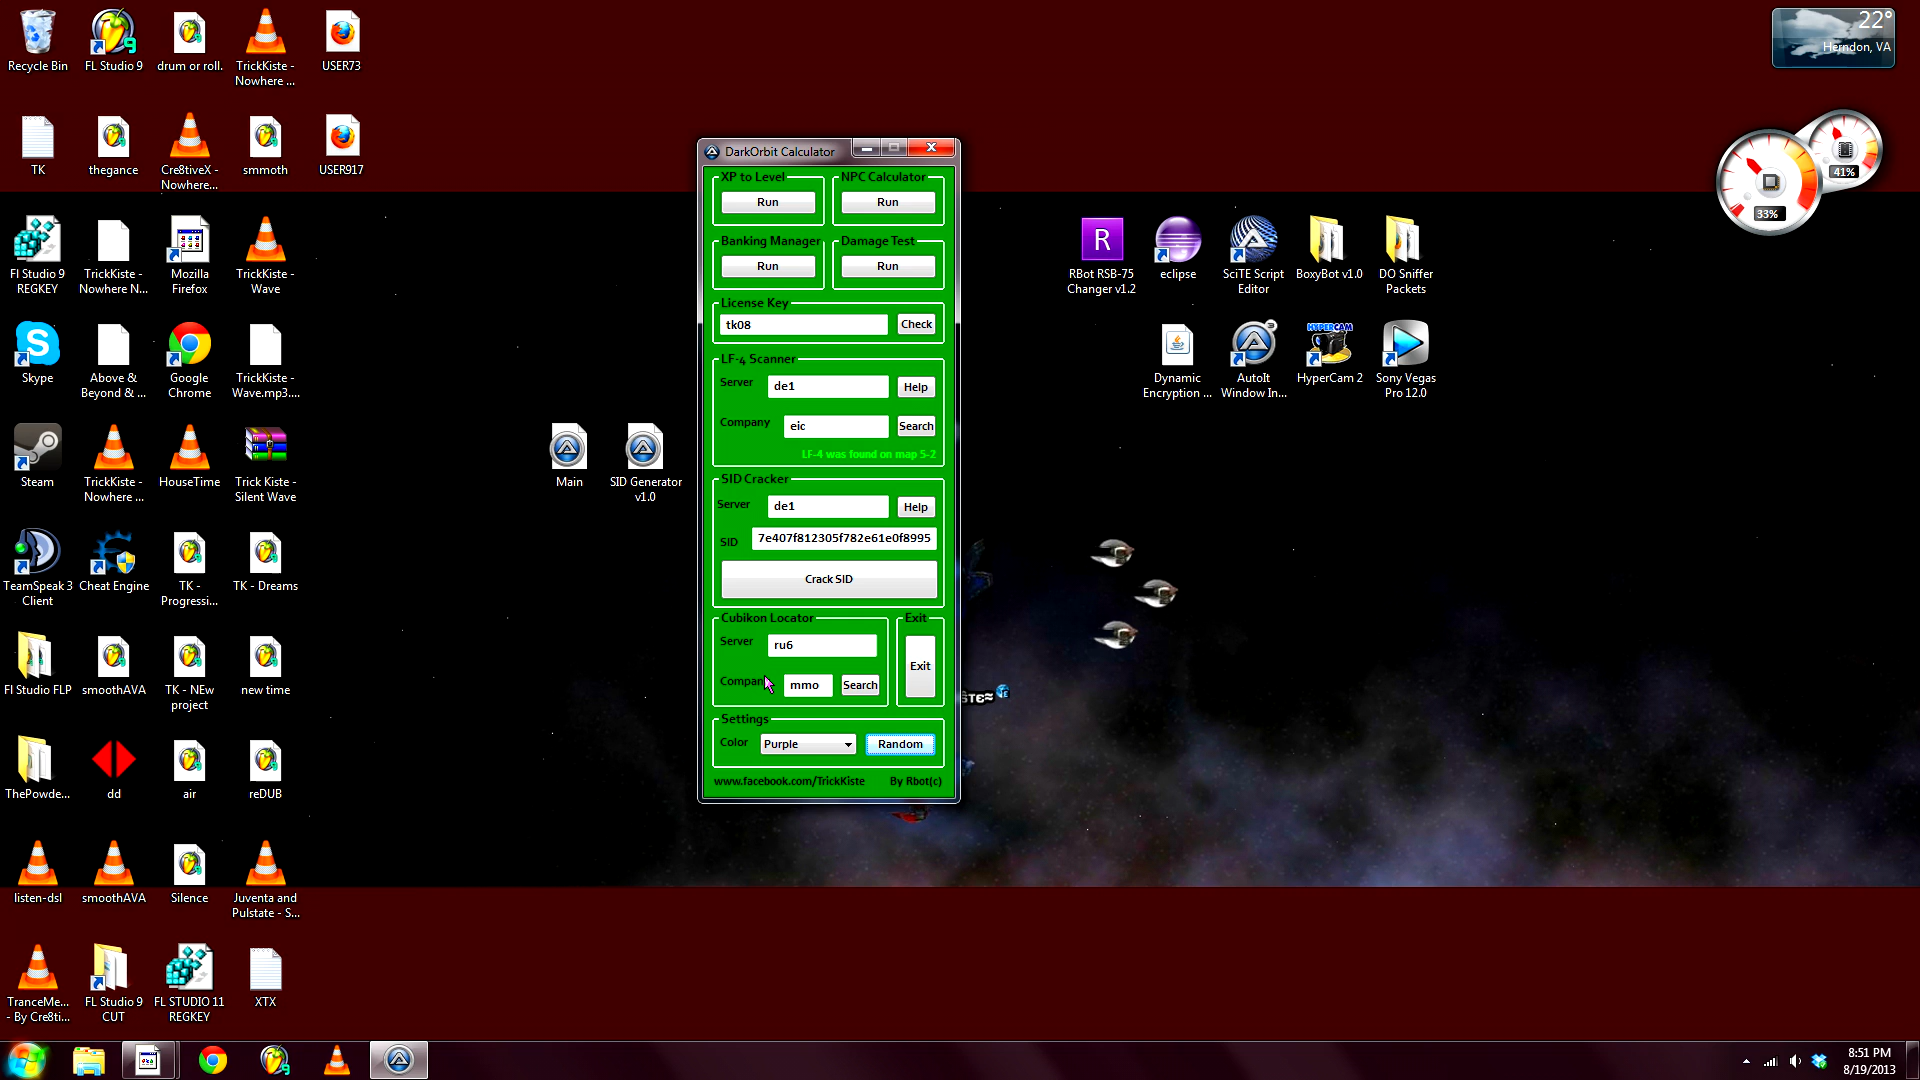 Recycle Bin
FL Studio 9
drum or roll.
TrickKiste -
Nowhere ...
USER73
TK
thegance
Cre8tiveX -
Nowhere...
smmoth
USER917
Fl Studio 9
REGKEY
TrickKiste -
Nowhere N...
Mozilla
Firefox
TrickKiste -
Wave
Skype
Above &
Beyond & ...
Google
Chrome
TrickKiste -
Wave.mp3....
Steam
TrickKiste -
Nowhere ...
HouseTime
Trick Kiste -
Silent Wave
TeamSpeak 3
Client
Cheat Engine
TK -
Progressi...
TK - Dreams
Fl Studio FLP
smoothAVA
TK - NEw
project
new time
ThePowde...
dd
air
reDUB
listen-dsl
smoothAVA
Silence
Juventa and
Pulstate - S...
TranceMe...
- By Cre8ti...
FL Studio 9
CUT
FL STUDIO 11
REGKEY
XTX
Main
SID Generator
v1.0
DarkOrbit Calculator
XP to Level
NPC Calculator
Run
Run
Banking Manager
Damage Test
Run
Run
License Key
tk08
Check
LF-4 Scanner
Server
de1
Help
Company
eic
Search
LF-4 was found on map 5-2
SID Cracker
Server
de1
Help
SID
7e407f812305f782e61e0f8995
Crack SID
Cubikon Locator
Exit
Server
ru6
Exit
Company
mmo
Search
Settings
Color
Purple
Random
www.facebook.com/TrickKiste
By Rbot(c)
R
RBot RSB-75
Changer v1.2
eclipse
SciTE Script
Editor
BoxyBot v1.0
DO Sniffer
Packets
Dynamic
Encryption ...
AutoIt
Window In...
HYPERCAM
HyperCam 2
Sony Vegas
Pro 12.0
22°
Herndon, VA
41%
33%
8:51 PM
8/19/2013